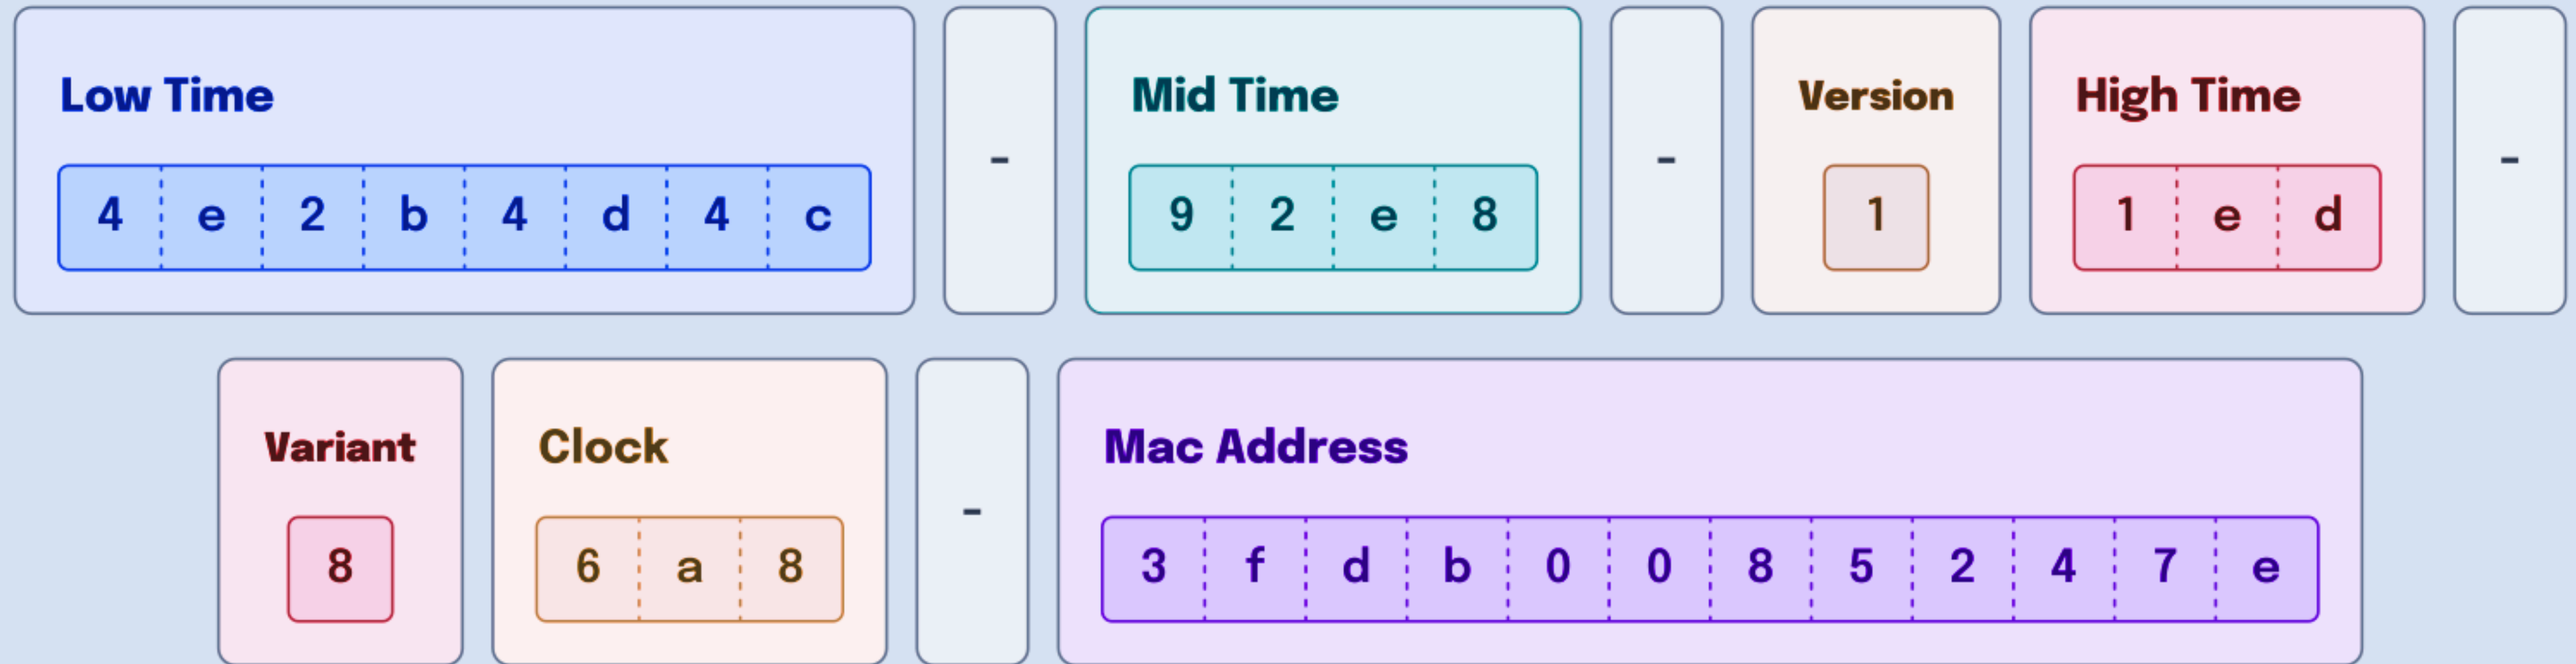 Low Time
4 e 2 b 4 d 4 c
-
Mid Time
9 2 e 8
-
Version
1
High Time
1 e d
-
Variant
8
Clock
6 a 8
-
Mac Address
3 f d b 0 0 8 5 2 4 7 e